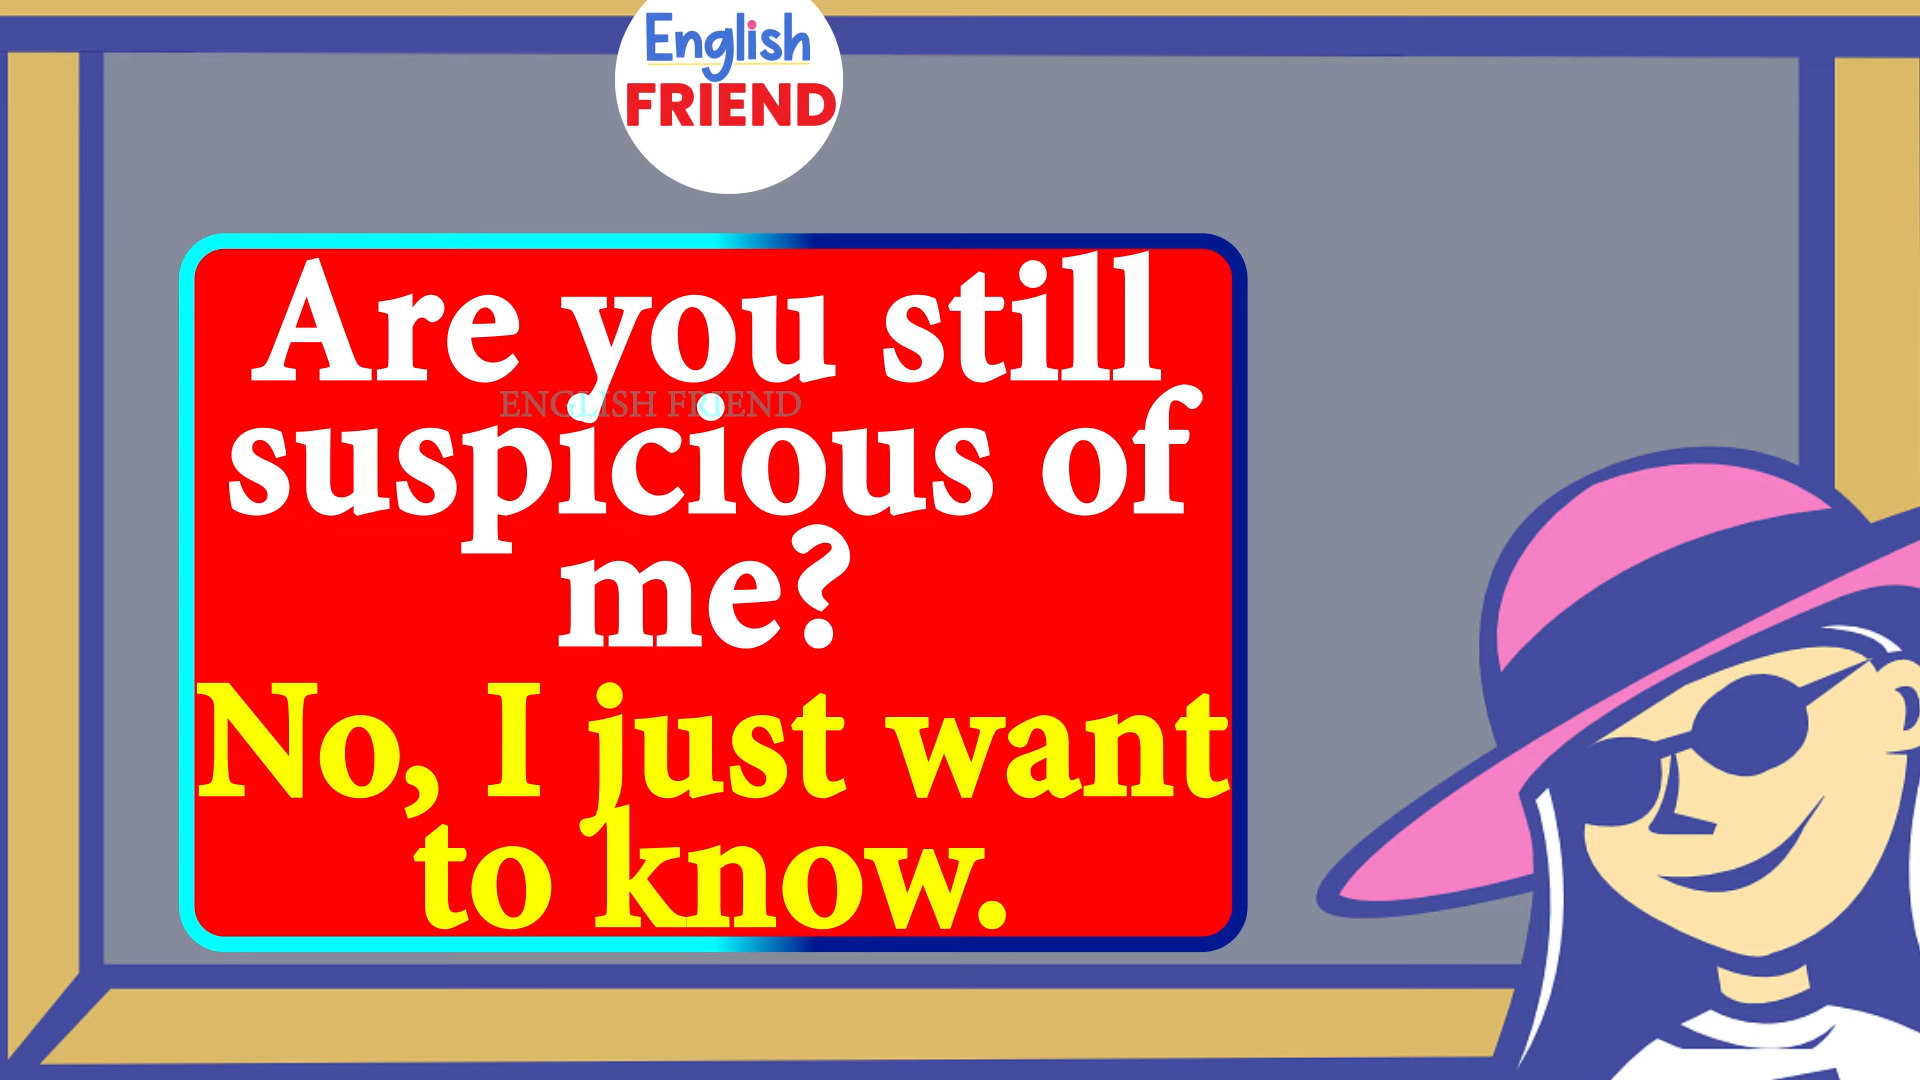 English
FRIEND
Are you still
ENGLISH FRIEND
suspicious of
me?
No, I just want
to know.